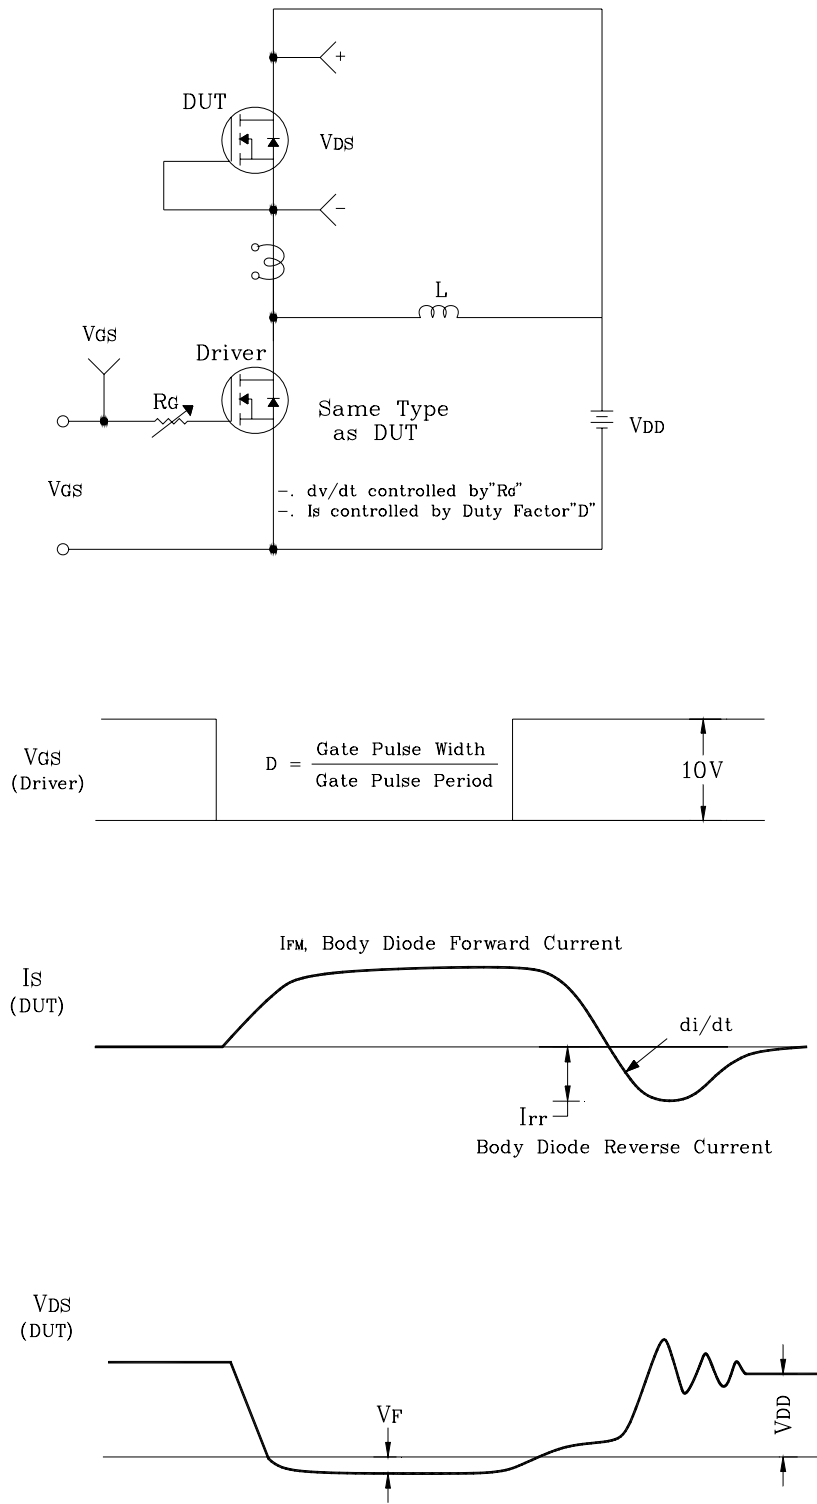 +
DUT
VDS
-
L
VGS
Driver
RG
Same Type
as DUT
VDD
VGS
-. dv/dt controlled by"RG"
-. Is controlled by Duty Factor"D"
VGS
(Driver)
D = Gate Pulse Width
Gate Pulse Period
10V
IFM, Body Diode Forward Current
IS
(DUT)
di/dt
Irr
Body Diode Reverse Current
VDS
(DUT)
VF
VDD